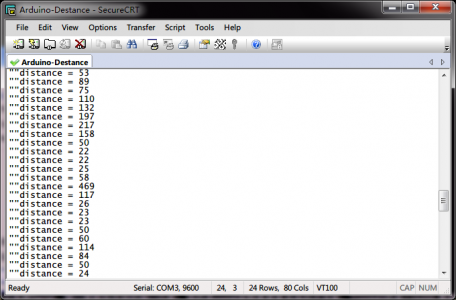 Arduino-Destance - SecureCRT
File Edit View Options Transfer Script Tools Help
Arduino-Destance
""distance = 53
""distance = 89
""distance = 75
""distance = 110
""distance = 132
""distance = 197
""distance = 217
""distance = 158
""distance = 50
""distance = 22
""distance = 22
""distance = 25
""distance = 58
""distance = 469
""distance = 117
""distance = 26
""distance = 23
""distance = 23
""distance = 50
""distance = 60
""distance = 114
""distance = 84
""distance = 50
""distance = 24
Ready Serial: COM3, 9600 24, 3 24 Rows, 80 Cols VT100 CAP NUM